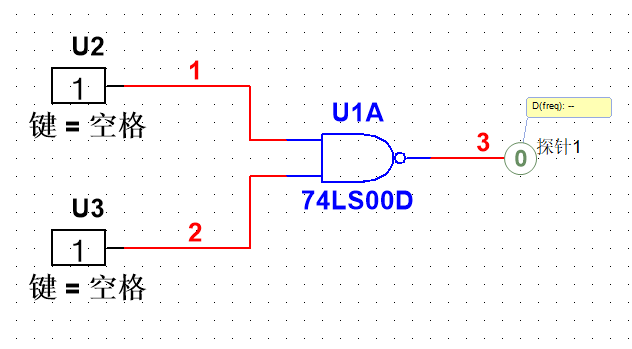 U2
1
1
键 = 空格
U1A
D(freq): --
3
0
探针1
74LS00D
U3
1
2
键 = 空格